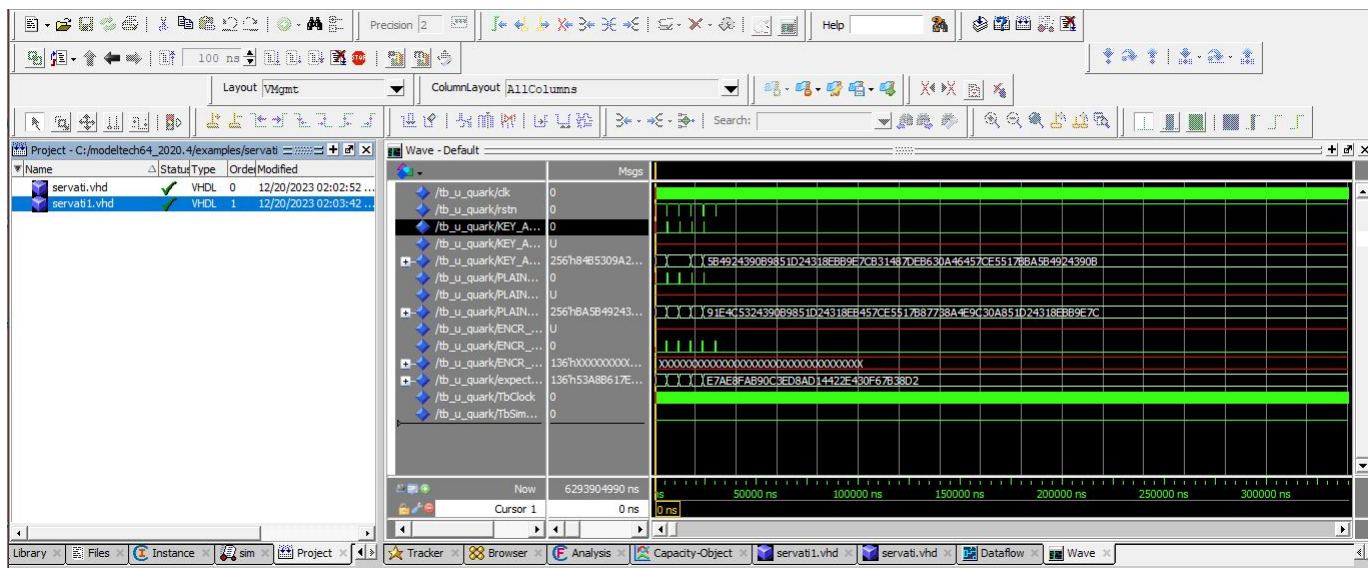 Precision 2
Help
100 ns
Layout VMgmt
ColumnLayout AllColumns
Search:
Project - C:/modeltech64_2020.4/examples/servati
Name Status Type Order Modified
servati.vhd VHDL 0 12/20/2023 02:02:52 ...
servati1.vhd VHDL 1 12/20/2023 02:03:42 ...
Wave - Default
Msgs
/tb_u_quark/clk 0
/tb_u_quark/rstn 0
/tb_u_quark/KEY_A... 0
/tb_u_quark/KEY_A... U
/tb_u_quark/KEY_A... 256'h84B5309A2... 5B4924390B9851D24318EBB9E7CB31487DEB630A46457CE5517BBA5B4924390B
/tb_u_quark/PLAIN... 0
/tb_u_quark/PLAIN... U
/tb_u_quark/PLAIN... 256'hBA5B49243... 91E4C5324390B9851D24318EB457CE5517B87738A4E9C30A851D24318EBB9E7C
/tb_u_quark/ENCR_... U
/tb_u_quark/ENCR_... 0
/tb_u_quark/ENCR_... 136'hXXXXXXXXX... XXXXXXXXXXXXXXXXXXXXXXXXXXXXXXXXXX
/tb_u_quark/expect... 136'h53A8B617E... E7AE8FAB90C3ED8AD14422E430F67B38D2
/tb_u_quark/TbClock 0
/tb_u_quark/TbSim... 0
Now 6293904990 ns
ns 50000 ns 100000 ns 150000 ns 200000 ns 250000 ns 300000 ns
Cursor 1 0 ns
0 ns
Library Files Instance sim Project Tracker Browser Analysis Capacity-Object servati1.vhd servati.vhd Dataflow Wave